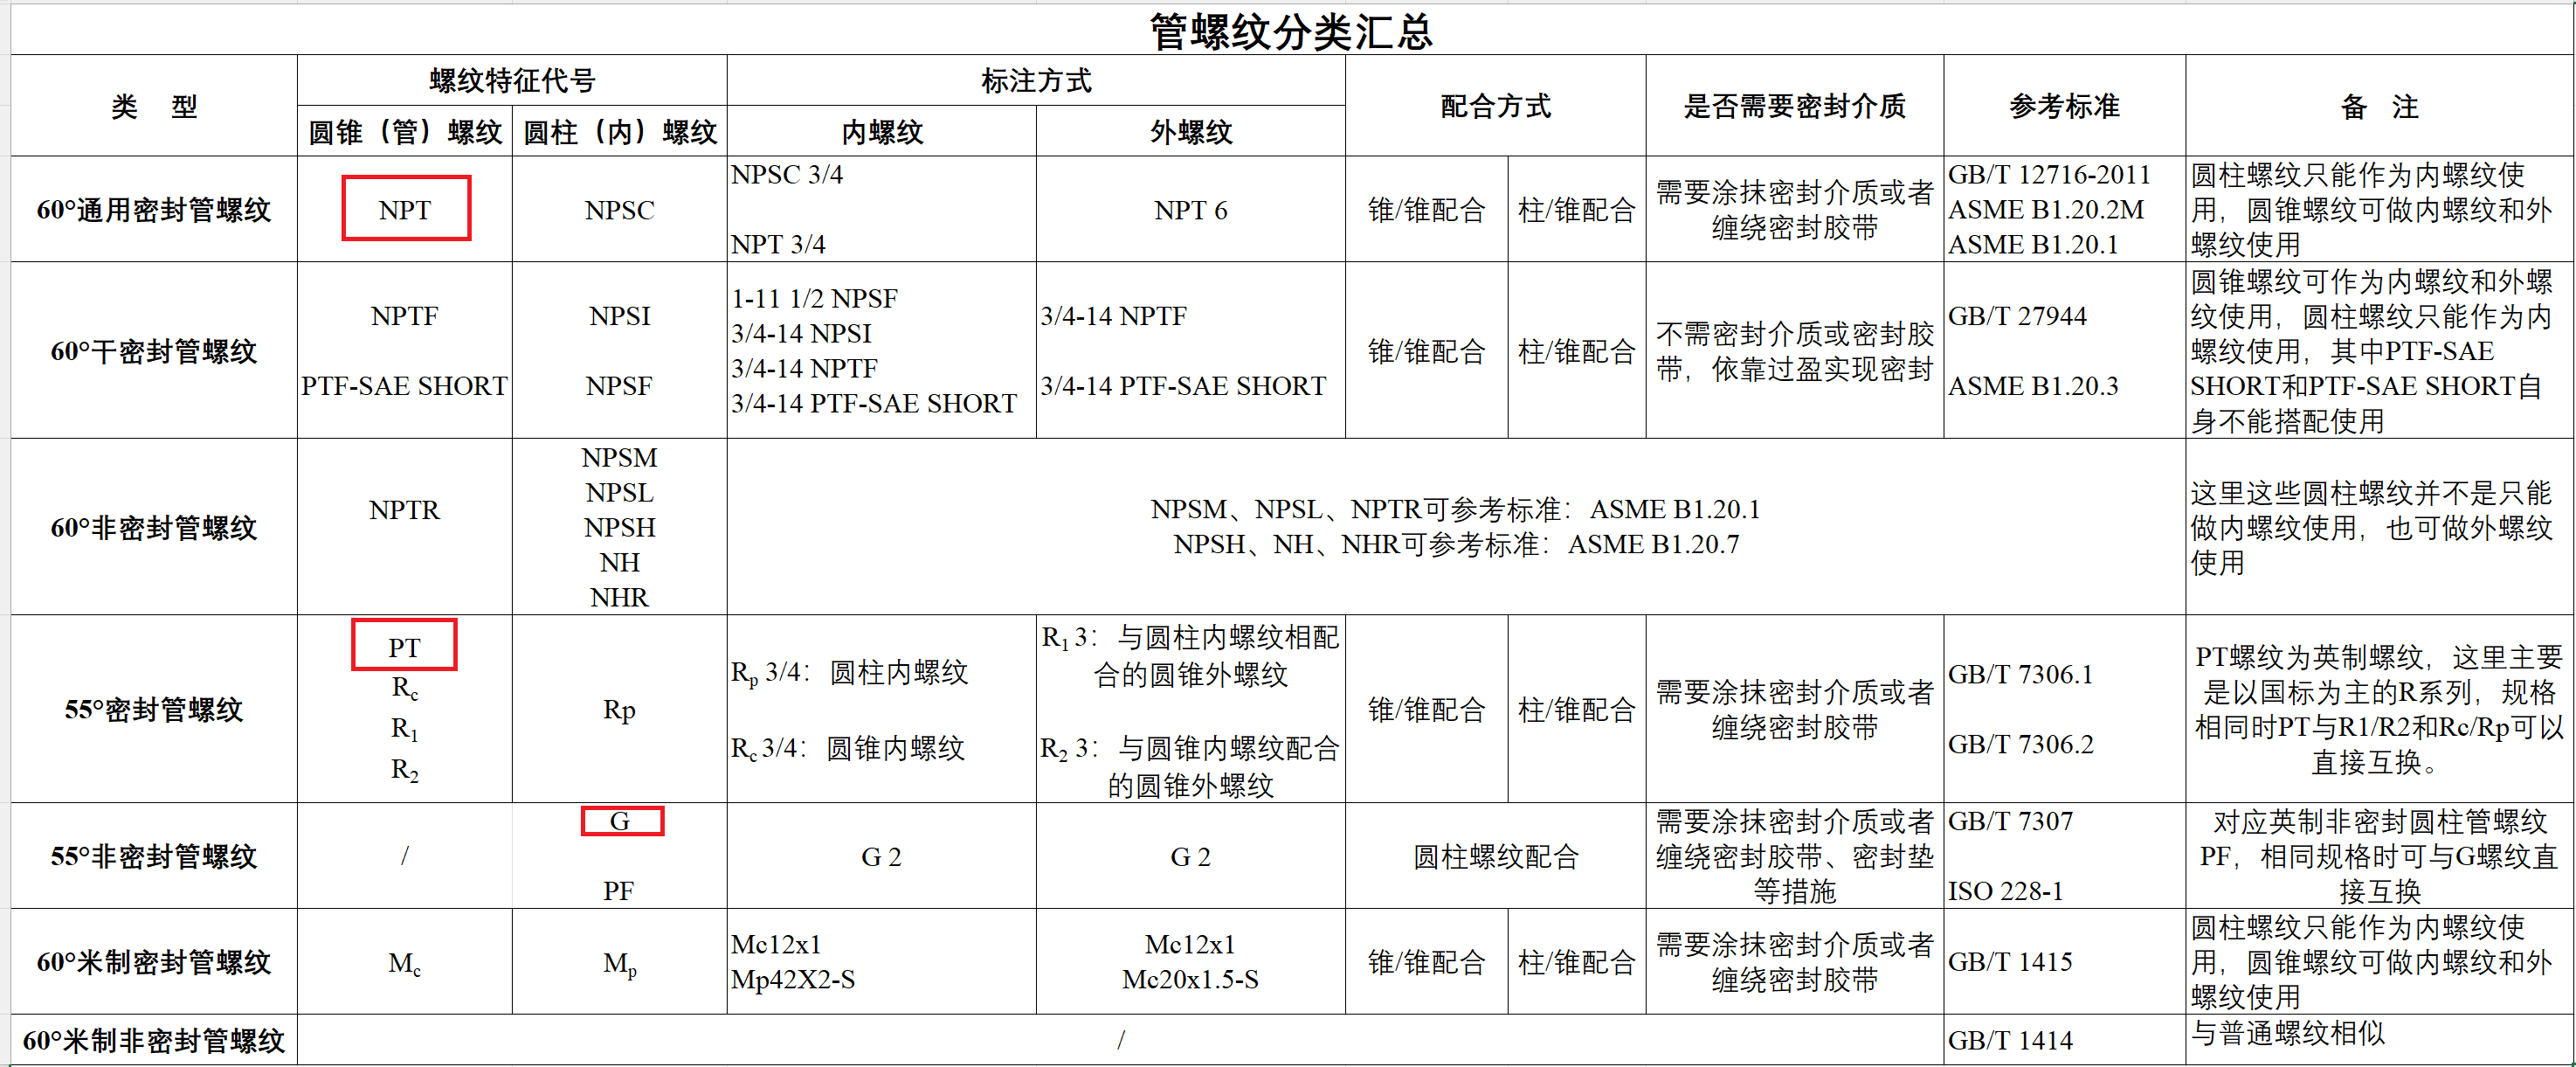 管螺纹分类汇总
类 型
螺纹特征代号
标注方式
配合方式
是否需要密封介质
参考标准
备 注
圆锥（管）螺纹
圆柱（内）螺纹
内螺纹
外螺纹
60°通用密封管螺纹
NPT
NPSC
NPSC 3/4
NPT 3/4
NPT 6
锥/锥配合
柱/锥配合
需要涂抹密封介质或者
缠绕密封胶带
GB/T 12716-2011
ASME B1.20.2M
ASME B1.20.1
圆柱螺纹只能作为内螺纹使
用，圆锥螺纹可做内螺纹和外
螺纹使用
60°干密封管螺纹
NPTF
PTF-SAE SHORT
NPSI
NPSF
1-11 1/2 NPSF
3/4-14 NPSI
3/4-14 NPTF
3/4-14 PTF-SAE SHORT
3/4-14 NPTF
3/4-14 PTF-SAE SHORT
锥/锥配合
柱/锥配合
不需密封介质或密封胶
带，依靠过盈实现密封
GB/T 27944
ASME B1.20.3
圆锥螺纹可作为内螺纹和外螺
纹使用，圆柱螺纹只能作为内
螺纹使用，其中PTF-SAE
SHORT和PTF-SAE SHORT自
身不能搭配使用
60°非密封管螺纹
NPTR
NPSM
NPSL
NPSH
NH
NHR
NPSM、NPSL、NPTR可参考标准：ASME B1.20.1
NPSH、NH、NHR可参考标准：ASME B1.20.7
这里这些圆柱螺纹并不是只能
做内螺纹使用，也可做外螺纹
使用
55°密封管螺纹
PT
Rc
R1
R2
Rp
Rp 3/4：圆柱内螺纹
Rc 3/4：圆锥内螺纹
R1 3：与圆柱内螺纹相配
合的圆锥外螺纹
R2 3：与圆锥内螺纹配合
的圆锥外螺纹
锥/锥配合
柱/锥配合
需要涂抹密封介质或者
缠绕密封胶带
GB/T 7306.1
GB/T 7306.2
PT螺纹为英制螺纹，这里主要
是以国标为主的R系列，规格
相同时PT与R1/R2和Rc/Rp可以
直接互换。
55°非密封管螺纹
/
G
PF
G 2
G 2
圆柱螺纹配合
需要涂抹密封介质或者
缠绕密封胶带、密封垫
等措施
GB/T 7307
ISO 228-1
对应英制非密封圆柱管螺纹
PF，相同规格时可与G螺纹直
接互换
60°米制密封管螺纹
Mc
Mp
Mc12x1
Mp42X2-S
Mc12x1
Mc20x1.5-S
锥/锥配合
柱/锥配合
需要涂抹密封介质或者
缠绕密封胶带
GB/T 1415
圆柱螺纹只能作为内螺纹使
用，圆锥螺纹可做内螺纹和外
螺纹使用
60°米制非密封管螺纹
/
GB/T 1414
与普通螺纹相似